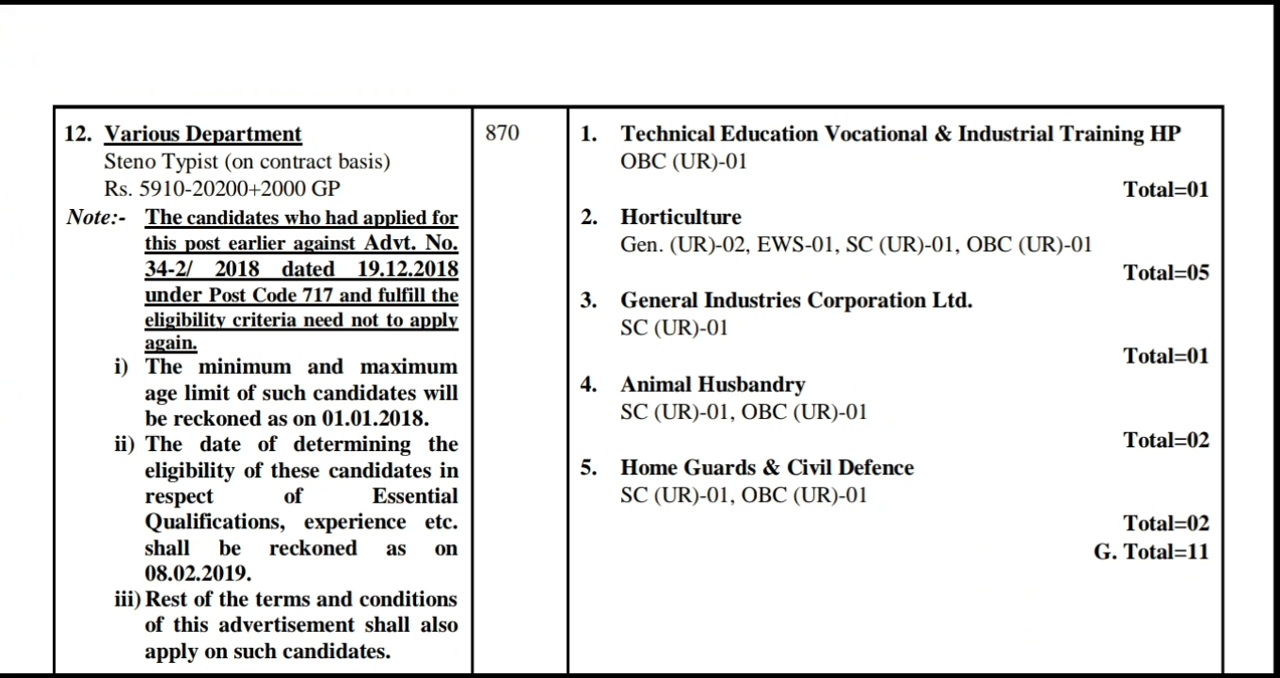 12. Various Department
Steno Typist (on contract basis)
Rs. 5910-20200+2000 GP
Note:- The candidates who had applied for
this post earlier against Advt. No.
34-2/ 2018 dated 19.12.2018
under Post Code 717 and fulfill the
eligibility criteria need not to apply
again.
i) The minimum and maximum
age limit of such candidates will
be reckoned as on 01.01.2018.
ii) The date of determining the
eligibility of these candidates in
respect of Essential
Qualifications, experience etc.
shall be reckoned as on
08.02.2019.
iii) Rest of the terms and conditions
of this advertisement shall also
apply on such candidates.
870
1. Technical Education Vocational & Industrial Training HP
OBC (UR)-01
Total=01
2. Horticulture
Gen. (UR)-02, EWS-01, SC (UR)-01, OBC (UR)-01
Total=05
3. General Industries Corporation Ltd.
SC (UR)-01
Total=01
4. Animal Husbandry
SC (UR)-01, OBC (UR)-01
Total=02
5. Home Guards & Civil Defence
SC (UR)-01, OBC (UR)-01
Total=02
G. Total=11